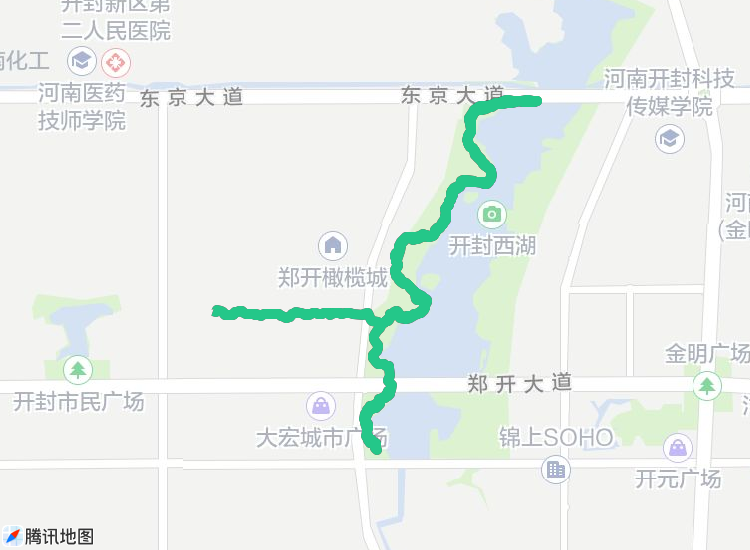 开封新区第
二人民医院
南化工
河南医药
技师学院
东京大道
东京大道
河南开封科技
传媒学院
开封西湖
郑开橄榄城
金明广场
郑开大道
开封市民广场
大宏城市广场
锦上SOHO
开元广场
腾讯地图